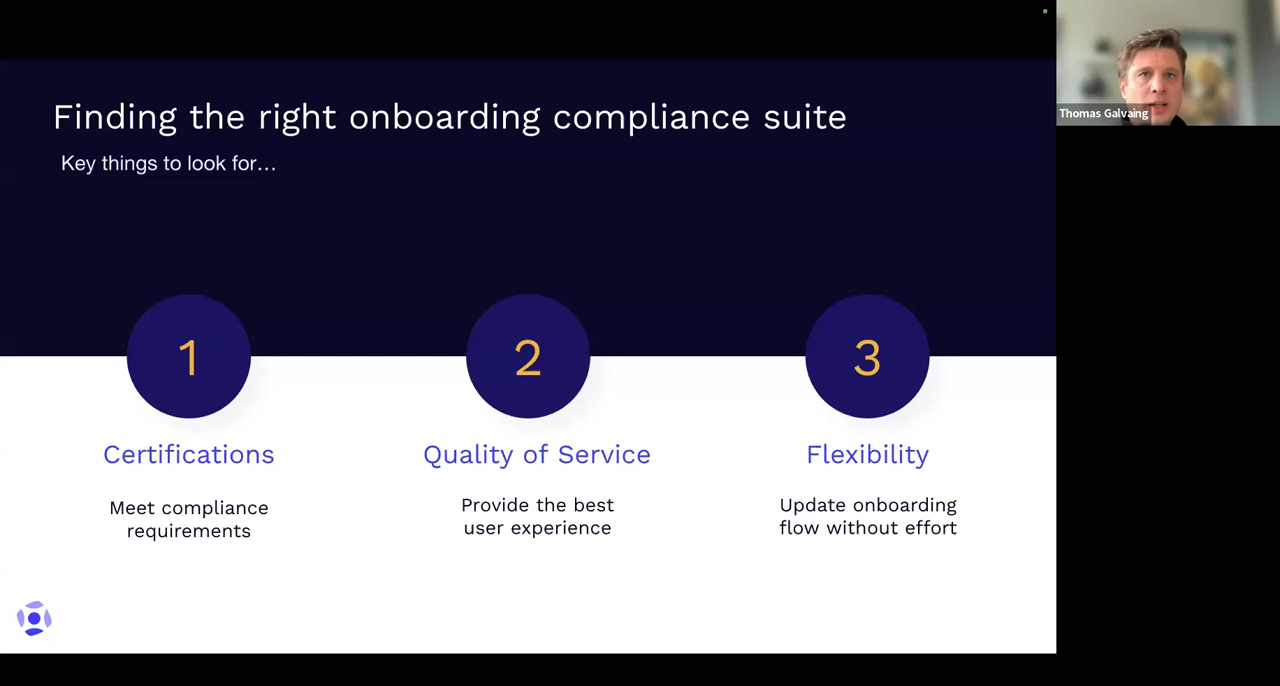 Finding the right onboarding compliance suite
Key things to look for...
Thomas Galvaing
1
2
3
Certifications
Quality of Service
Flexibility
Meet compliance
requirements
Provide the best
user experience
Update onboarding
flow without effort